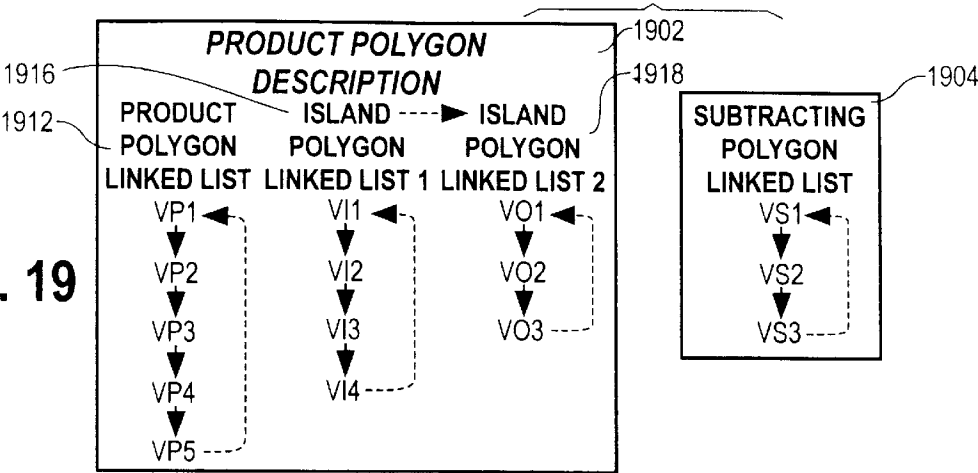 1902
PRODUCT POLYGON
DESCRIPTION
1916
1918
1904
1912
PRODUCT
POLYGON
LINKED LIST
ISLAND
POLYGON
LINKED LIST 1
ISLAND
POLYGON
LINKED LIST 2
SUBTRACTING
POLYGON
LINKED LIST
VP1
VP2
VP3
VP4
VP5
VI1
VI2
VI3
VI4
VO1
VO2
VO3
VS1
VS2
VS3
. 19